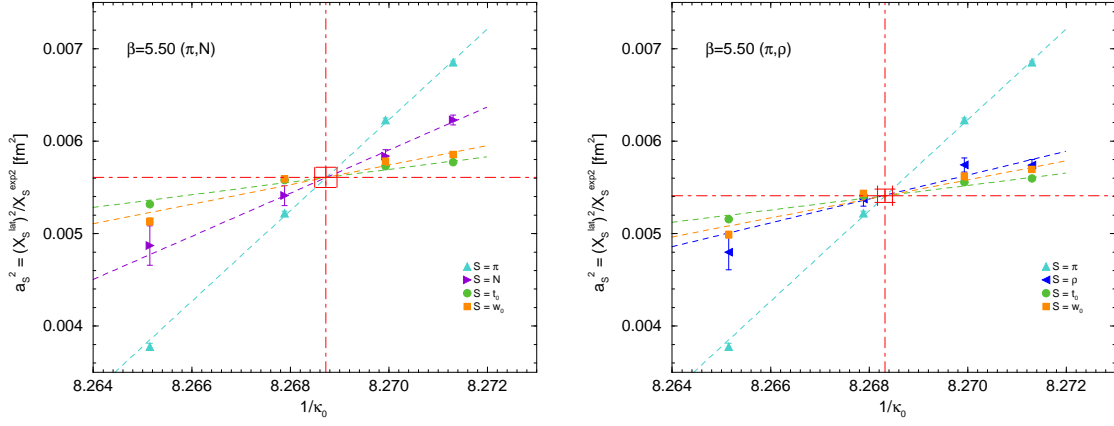 0.007
0.006
0.005
0.004
a_S^2 = (X_S^lat)^2/X_S^exp2 [fm^2]
β=5.50 (π,N)
S = π
S = N
S = t_0
S = w_0
8.264 8.266 8.268 8.270 8.272
1/κ_0
0.007
0.006
0.005
0.004
a_S^2 = (X_S^lat)^2/X_S^exp2 [fm^2]
β=5.50 (π,ρ)
S = π
S = ρ
S = t_0
S = w_0
8.264 8.266 8.268 8.270 8.272
1/κ_0